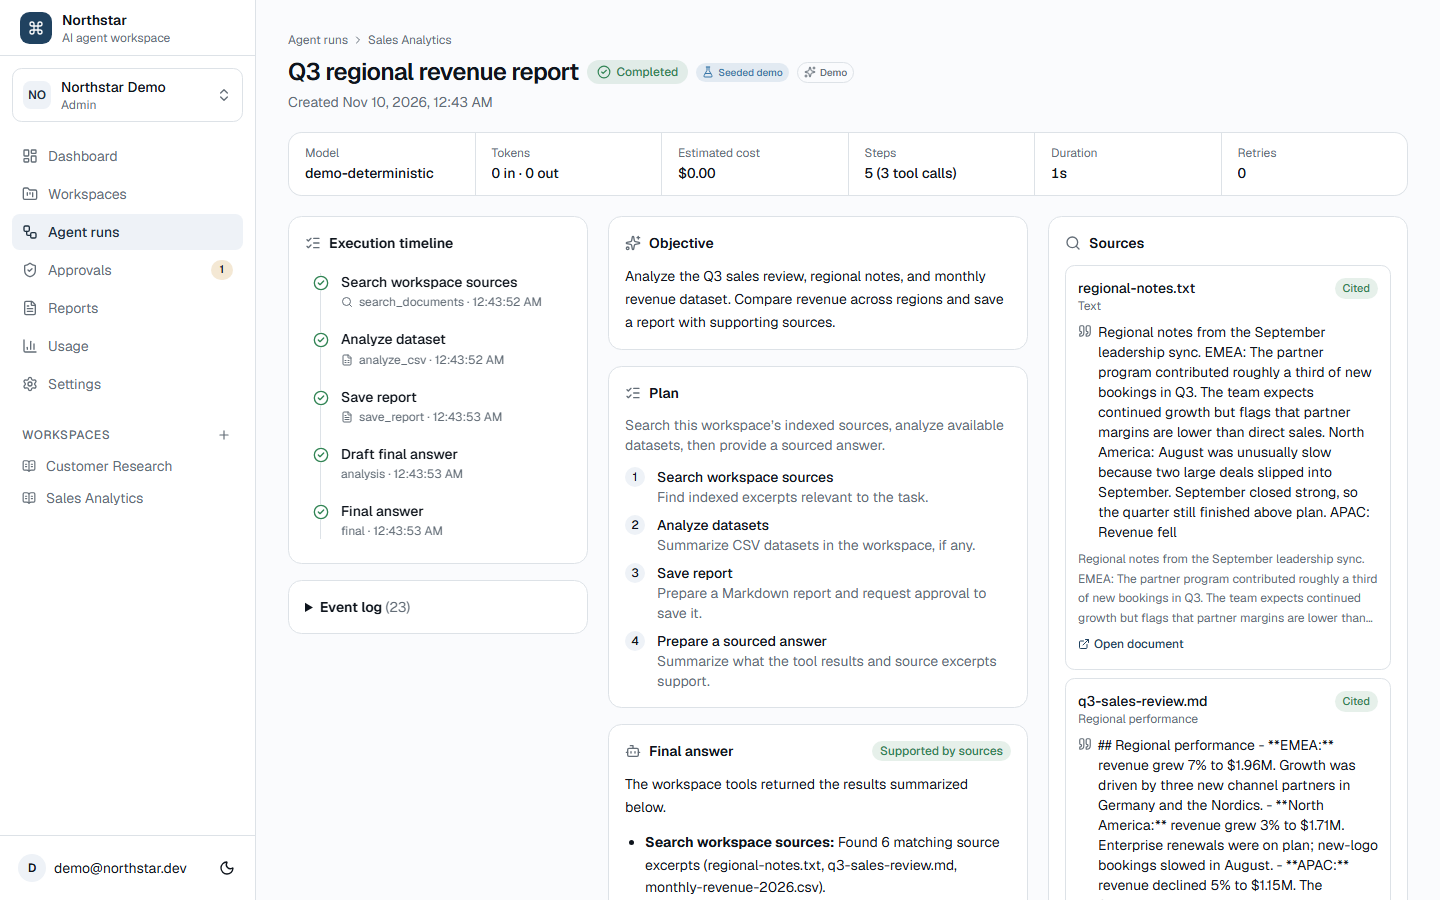 Northstar
AI agent workspace
NO
Northstar Demo
Admin
Dashboard
Workspaces
Agent runs
Approvals
1
Reports
Usage
Settings
WORKSPACES
Customer Research
Sales Analytics
D
demo@northstar.dev
Agent runs
Sales Analytics
Q3 regional revenue report
Completed
Seeded demo
Demo
Created Nov 10, 2026, 12:43 AM
Model
demo-deterministic
Tokens
0 in · 0 out
Estimated cost
$0.00
Steps
5 (3 tool calls)
Duration
1s
Retries
0
Execution timeline
Search workspace sources
search_documents · 12:43:52 AM
Analyze dataset
analyze_csv · 12:43:52 AM
Save report
save_report · 12:43:53 AM
Draft final answer
analysis · 12:43:53 AM
Final answer
final · 12:43:53 AM
Event log (23)
Objective
Analyze the Q3 sales review, regional notes, and monthly
revenue dataset. Compare revenue across regions and save
a report with supporting sources.
Plan
Search this workspace's indexed sources, analyze available
datasets, then provide a sourced answer.
1
Search workspace sources
Find indexed excerpts relevant to the task.
2
Analyze datasets
Summarize CSV datasets in the workspace, if any.
3
Save report
Prepare a Markdown report and request approval to
save it.
4
Prepare a sourced answer
Summarize what the tool results and source excerpts
support.
Final answer
Supported by sources
The workspace tools returned the results summarized
below.
Search workspace sources: Found 6 matching source
excerpts (regional-notes.txt, q3-sales-review.md,
monthly-revenue-2026.csv).
Sources
regional-notes.txt
Cited
Text
Regional notes from the September
leadership sync. EMEA: The partner
program contributed roughly a third of new
bookings in Q3. The team expects
continued growth but flags that partner
margins are lower than direct sales. North
America: August was unusually slow
because two large deals slipped into
September. September closed strong, so
the quarter still finished above plan. APAC:
Revenue fell
Regional notes from the September leadership sync.
EMEA: The partner program contributed roughly a third
of new bookings in Q3. The team expects continued
growth but flags that partner margins are lower than...
Open document
q3-sales-review.md
Cited
Regional performance
## Regional performance - **EMEA:**
revenue grew 7% to $1.96M. Growth was
driven by three new channel partners in
Germany and the Nordics. - **North
America:** revenue grew 3% to $1.71M.
Enterprise renewals were on plan; new-logo
bookings slowed in August. - **APAC:**
revenue declined 5% to $1.15M. The